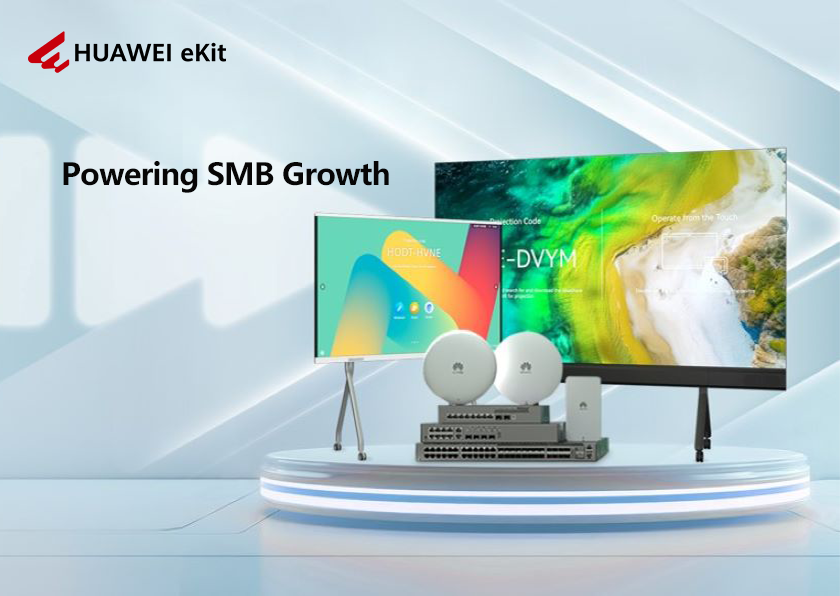 HUAWEI eKit
Powering SMB Growth
Projection Code
Operate from the Touch
HODT-HVNE
E-DVYM